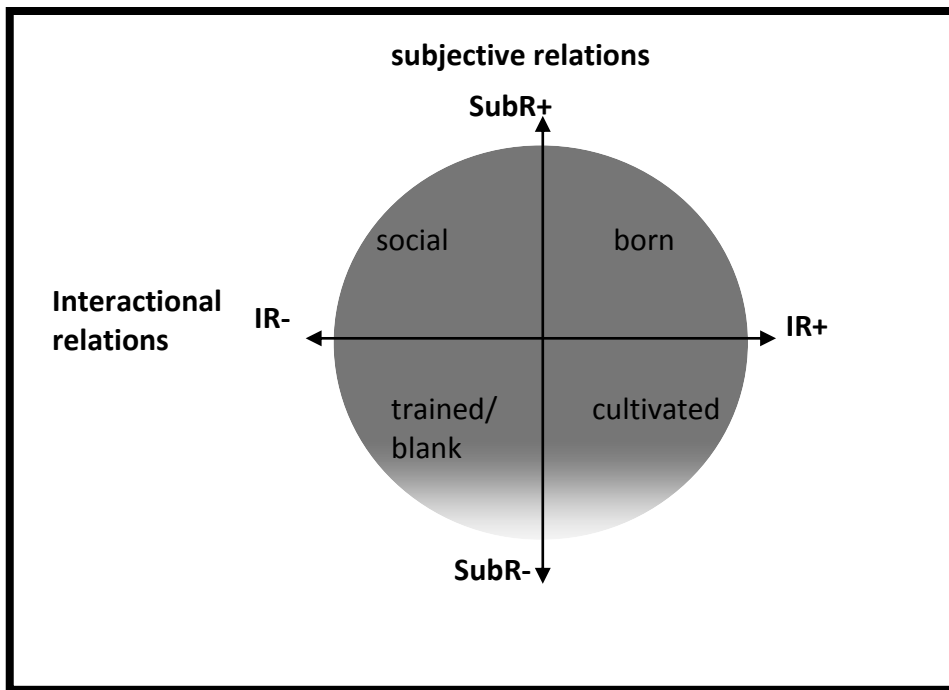 subjective relations
SubR+
social
born
Interactional
relations
IR-
IR+
trained/
blank
cultivated
SubR-